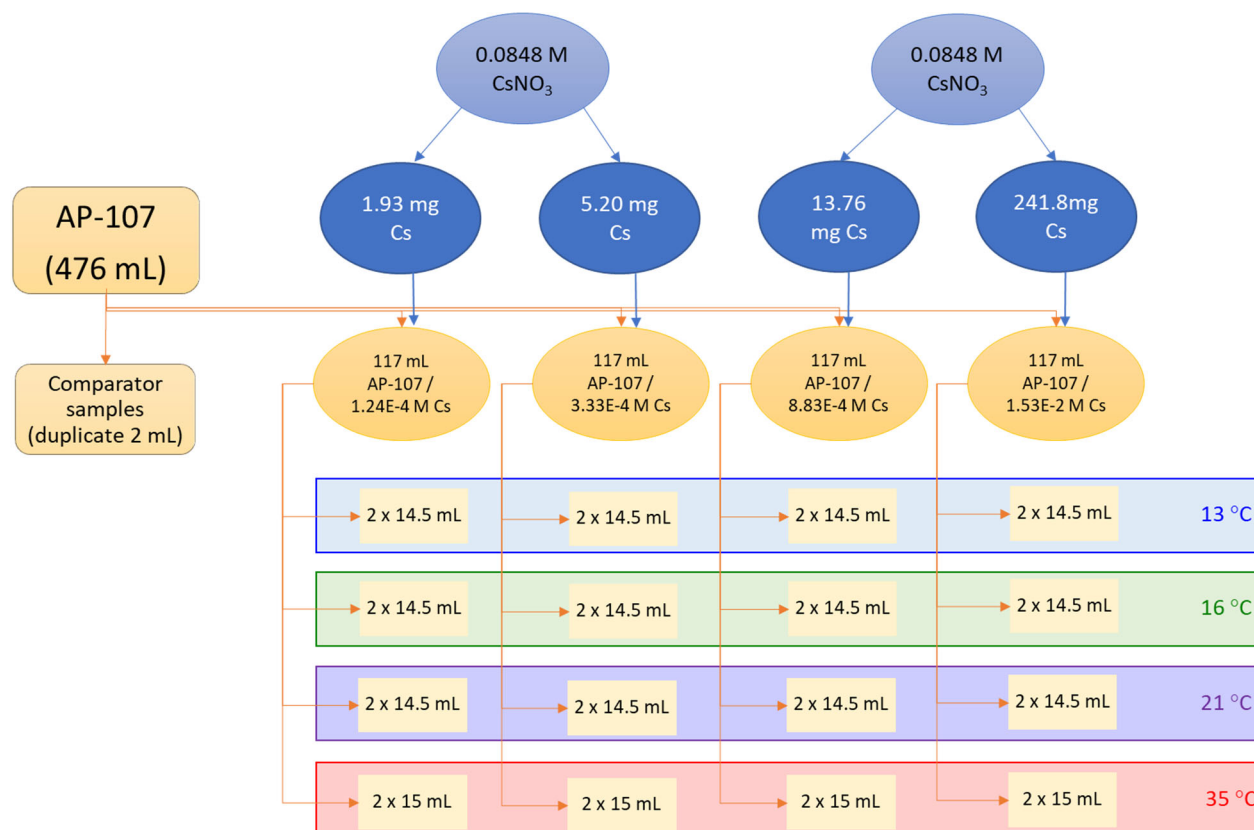 0.0848 M
CsNO₃
0.0848 M
CsNO₃
AP-107
(476 mL)
1.93 mg
Cs
5.20 mg
Cs
13.76
mg Cs
241.8mg
Cs
Comparator
samples
(duplicate 2 mL)
117 mL
AP-107 /
1.24E-4 M Cs
117 mL
AP-107 /
3.33E-4 M Cs
117 mL
AP-107 /
8.83E-4 M Cs
117 mL
AP-107 /
1.53E-2 M Cs
2 x 14.5 mL
2 x 14.5 mL
2 x 14.5 mL
2 x 14.5 mL
13 °C
2 x 14.5 mL
2 x 14.5 mL
2 x 14.5 mL
2 x 14.5 mL
16 °C
2 x 14.5 mL
2 x 14.5 mL
2 x 14.5 mL
2 x 14.5 mL
21 °C
2 x 15 mL
2 x 15 mL
2 x 15 mL
2 x 15 mL
35 °C